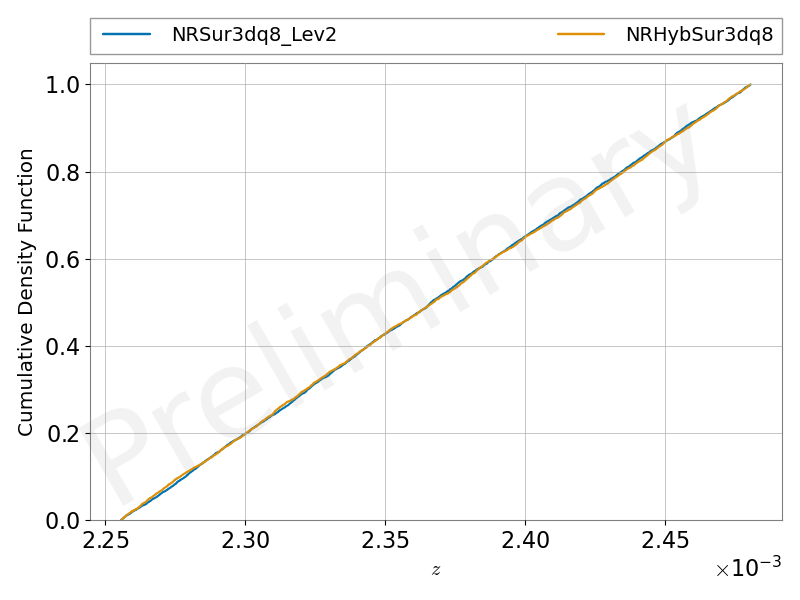 NRSur3dq8_Lev2 NRHybSur3dq8
Cumulative Density Function
1.0
0.8
0.6
0.4
0.2
0.0
Preliminary
2.25 2.30 2.35 2.40 2.45
z
×10⁻³